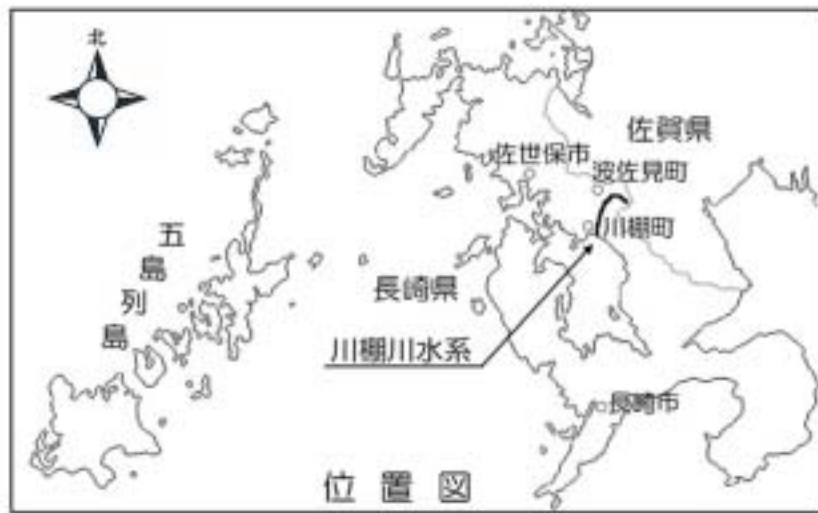 北
佐賀県
佐世保市
波佐見町
川棚町
五島列島
長崎県
川棚川水系
長崎市
位置図